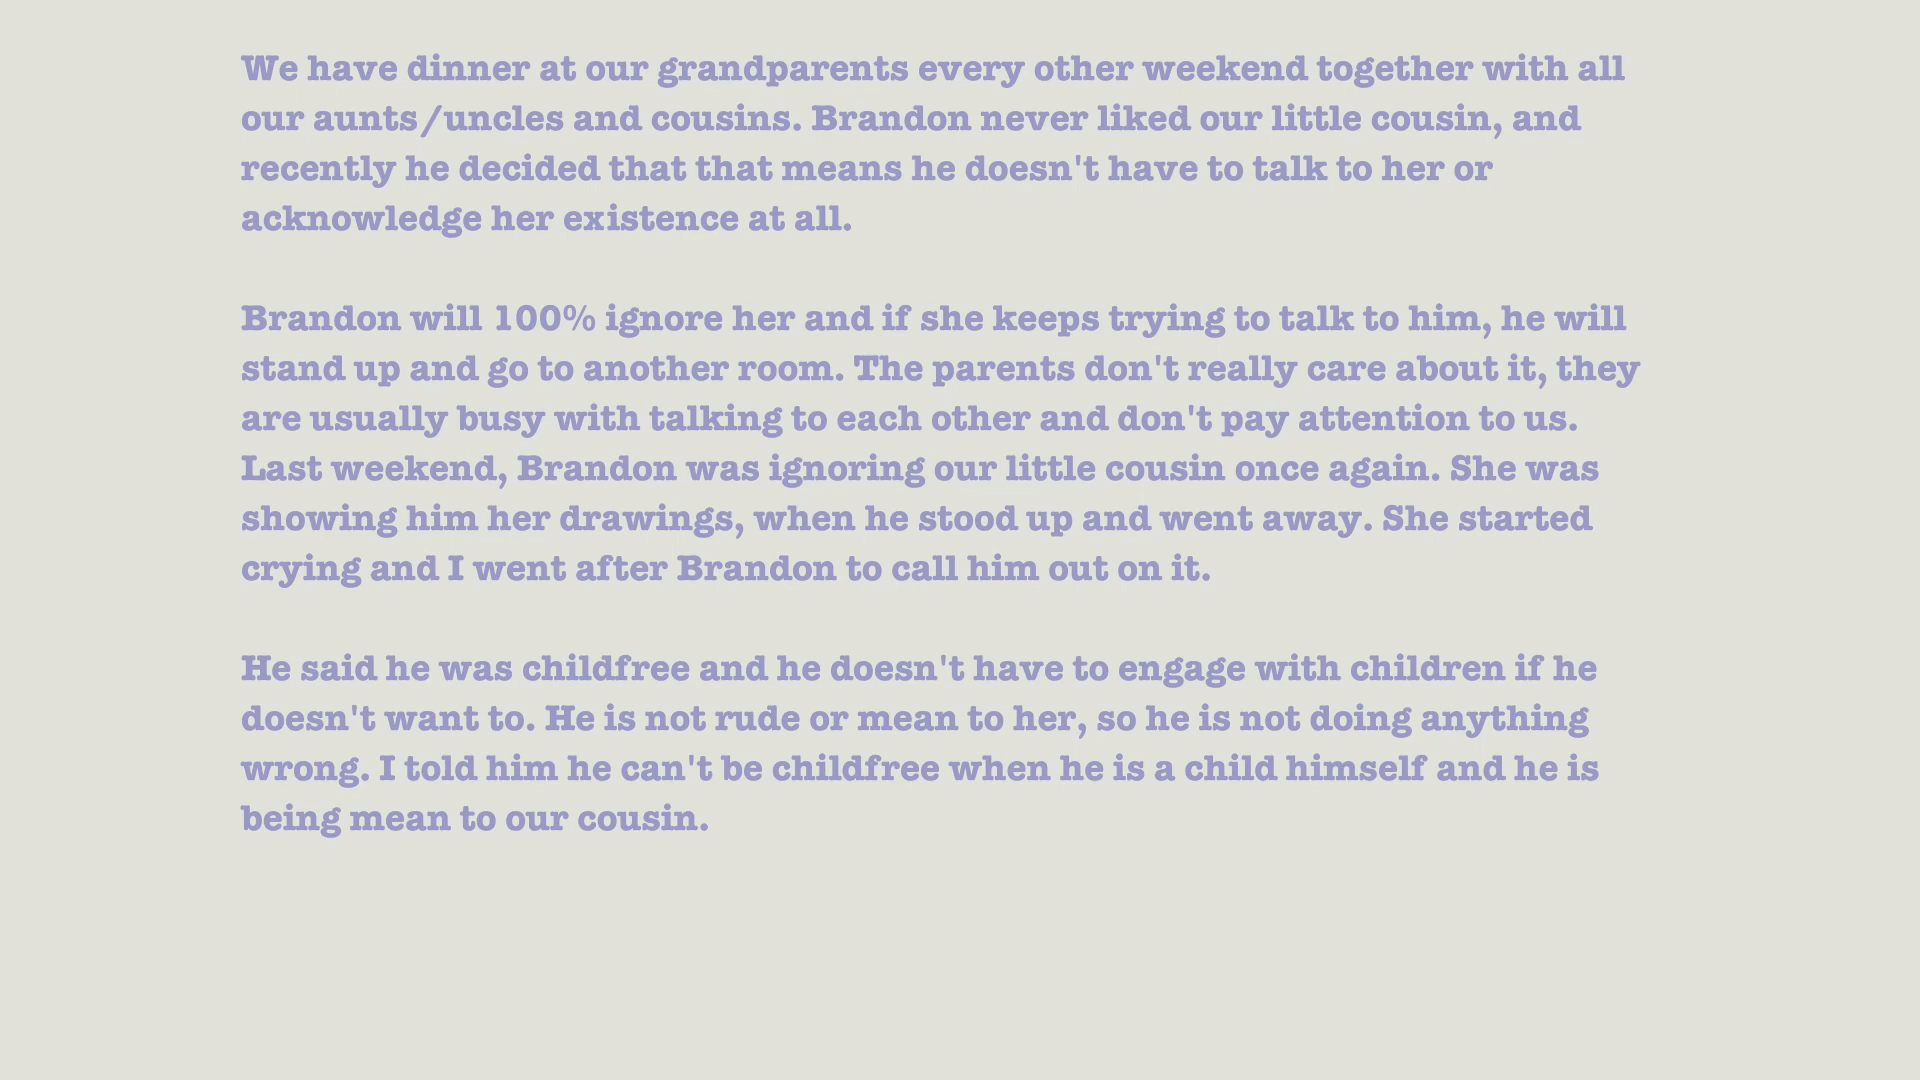 We have dinner at our grandparents every other weekend together with all
our aunts/uncles and cousins. Brandon never liked our little cousin, and
recently he decided that that means he doesn't have to talk to her or
acknowledge her existence at all.
Brandon will 100% ignore her and if she keeps trying to talk to him, he will
stand up and go to another room. The parents don't really care about it, they
are usually busy with talking to each other and don't pay attention to us.
Last weekend, Brandon was ignoring our little cousin once again. She was
showing him her drawings, when he stood up and went away. She started
crying and I went after Brandon to call him out on it.
He said he was childfree and he doesn't have to engage with children if he
doesn't want to. He is not rude or mean to her, so he is not doing anything
wrong. I told him he can't be childfree when he is a child himself and he is
being mean to our cousin.